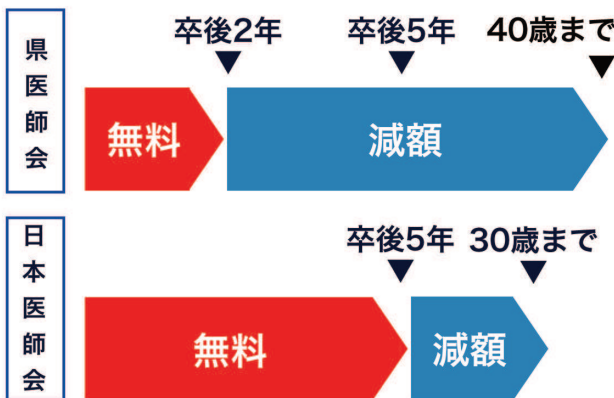 県医師会
卒後2年 卒後5年 40歳まで
無料 減額
日本医師会
卒後5年 30歳まで
無料 減額